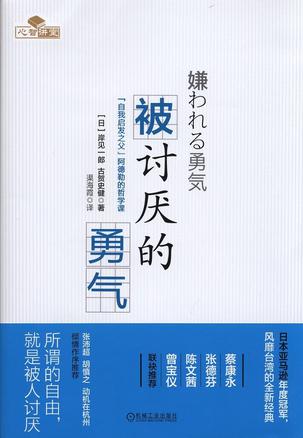 心智讲堂
嫌われる勇気
被讨厌的勇气
「自我启发之父」阿德勒的哲学课
［日］岸见一郎 古贺史健 著
渠海霞 译
日本亚马逊年度冠军，
风靡台湾的全新经典
蔡康永
张德芬
陈文茜
曾宝仪
联袂推荐
张沛超 胡慎之 动机在杭州
倾情作序推荐
所谓的自由，
就是被人讨厌
机械工业出版社